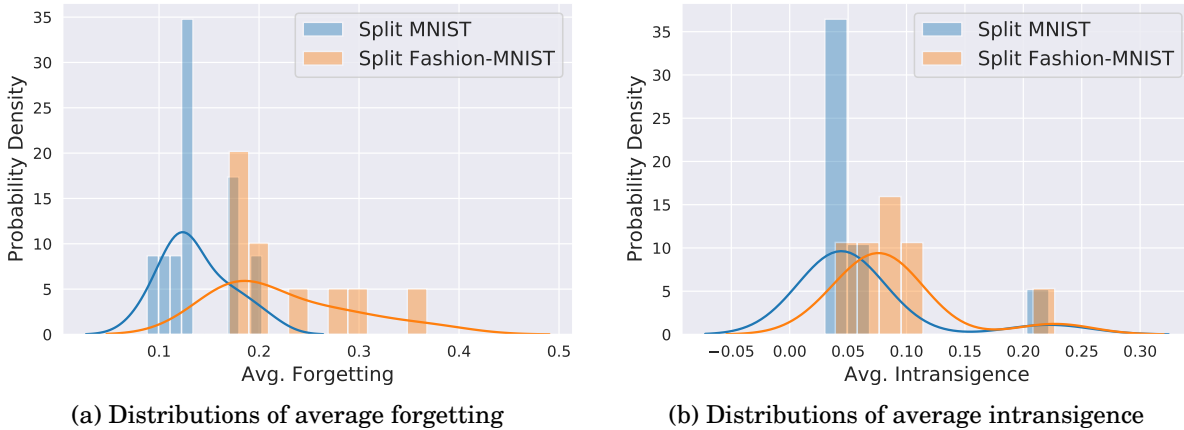 35
30
25
20
15
10
5
0
Probability Density
0.1
0.2
0.3
0.4
0.5
Avg. Forgetting
Split MNIST
Split Fashion-MNIST
(a) Distributions of average forgetting
35
30
25
20
15
10
5
0
Probability Density
−0.05
0.00
0.05
0.10
0.15
0.20
0.25
0.30
Avg. Intransigence
Split MNIST
Split Fashion-MNIST
(b) Distributions of average intransigence